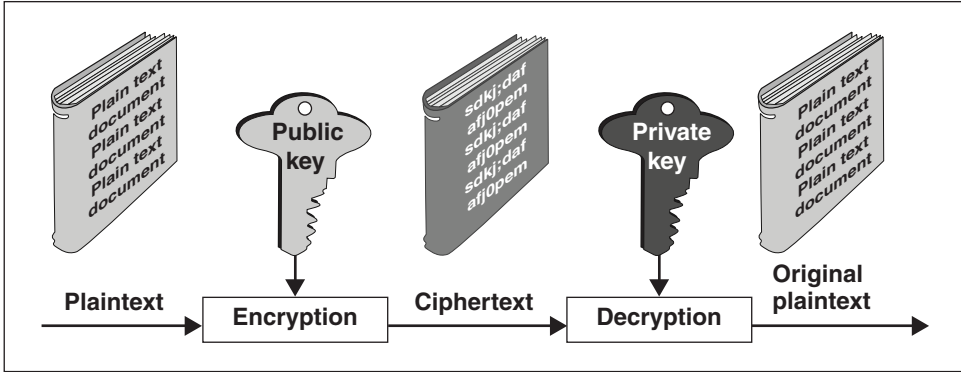 Plain text
document
Plain text
document
Plain text
document
Public
key
sdkj;daf
afj0pem
sdkj;daf
afj0pem
sdkj;daf
afj0pem
Private
key
Plain text
document
Plain text
document
Plain text
document
Plaintext
Encryption
Ciphertext
Decryption
Original
plaintext